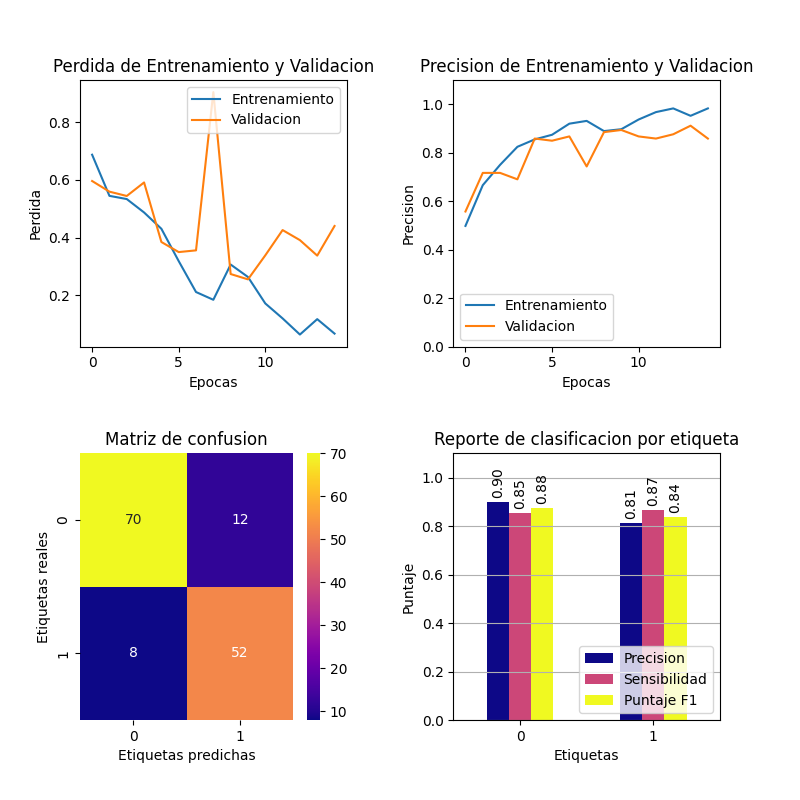 Perdida de Entrenamiento y Validacion
Entrenamiento
Validacion
0.8
0.6
0.4
0.2
Perdida
0 5 10
Epocas
Precision de Entrenamiento y Validacion
1.0
0.8
0.6
0.4
0.2
0.0
Precision
Entrenamiento
Validacion
0 5 10
Epocas
Matriz de confusion
70 12
8 52
0
1
Etiquetas reales
0 1
Etiquetas predichas
70
60
50
40
30
20
10
Reporte de clasificacion por etiqueta
1.0
0.8
0.6
0.4
0.2
0.0
Puntaje
0.90 0.85 0.88 0.81 0.87 0.84
Precision
Sensibilidad
Puntaje F1
0 1
Etiquetas